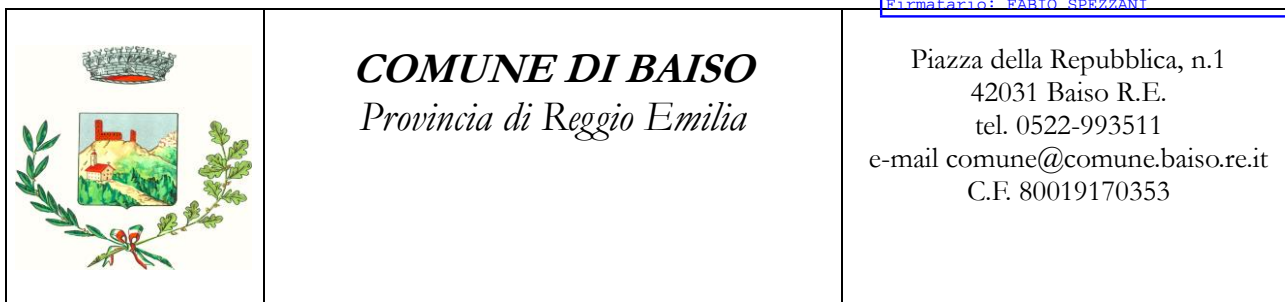 Firmatario: FABIO SPEZZANI
COMUNE DI BAISO
Provincia di Reggio Emilia
Piazza della Repubblica, n.1
42031 Baiso R.E.
tel. 0522-993511
e-mail comune@comune.baiso.re.it
C.F. 80019170353